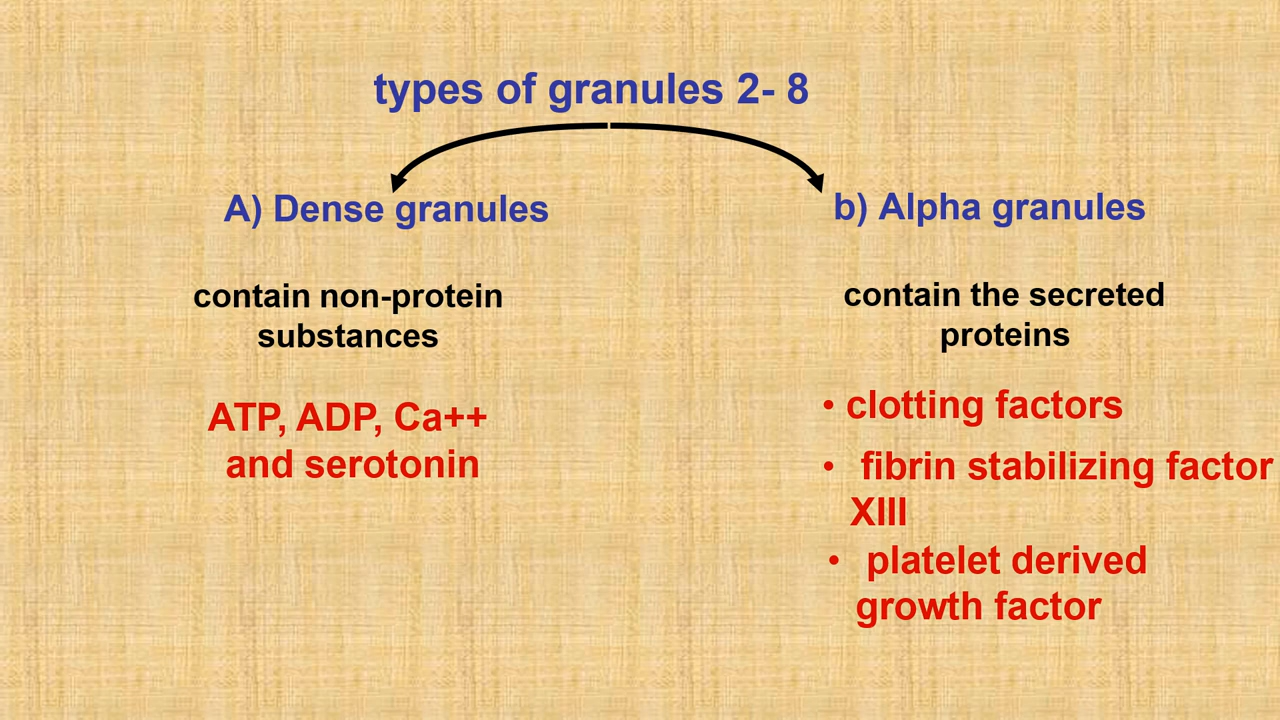 types of granules 2- 8
A) Dense granules
contain non-protein
substances
ATP, ADP, Ca++
and serotonin
b) Alpha granules
contain the secreted
proteins
• clotting factors
• fibrin stabilizing factor
XIII
• platelet derived
growth factor